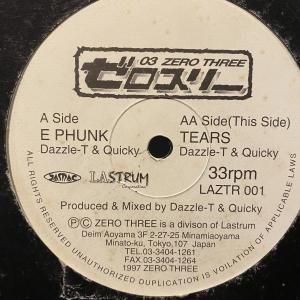 03 ZERO THREE
ゼロスリー
A Side
E PHUNK
Dazzle-T & Quicky
AA Side(This Side)
TEARS
Dazzle-T & Quicky
JASRAC
LASTRUM
Corporation
33rpm
LAZTR 001
Produced & Mixed by Dazzle-T & Quicky
Ⓟ© ZERO THREE is a divison of Lastrum
Deim Aoyama 3F 2-27-25 Minamiaoyama
Minato-ku, Tokyo,107 Japan
TEL.03-3404-1261
FAX.03-3404-1264
1997 ZERO THREE
ALL RIGHTS RESERVED UNAUTHORIZED DUPLICATION IS VOILATION OF APPLICABLE LAWS.